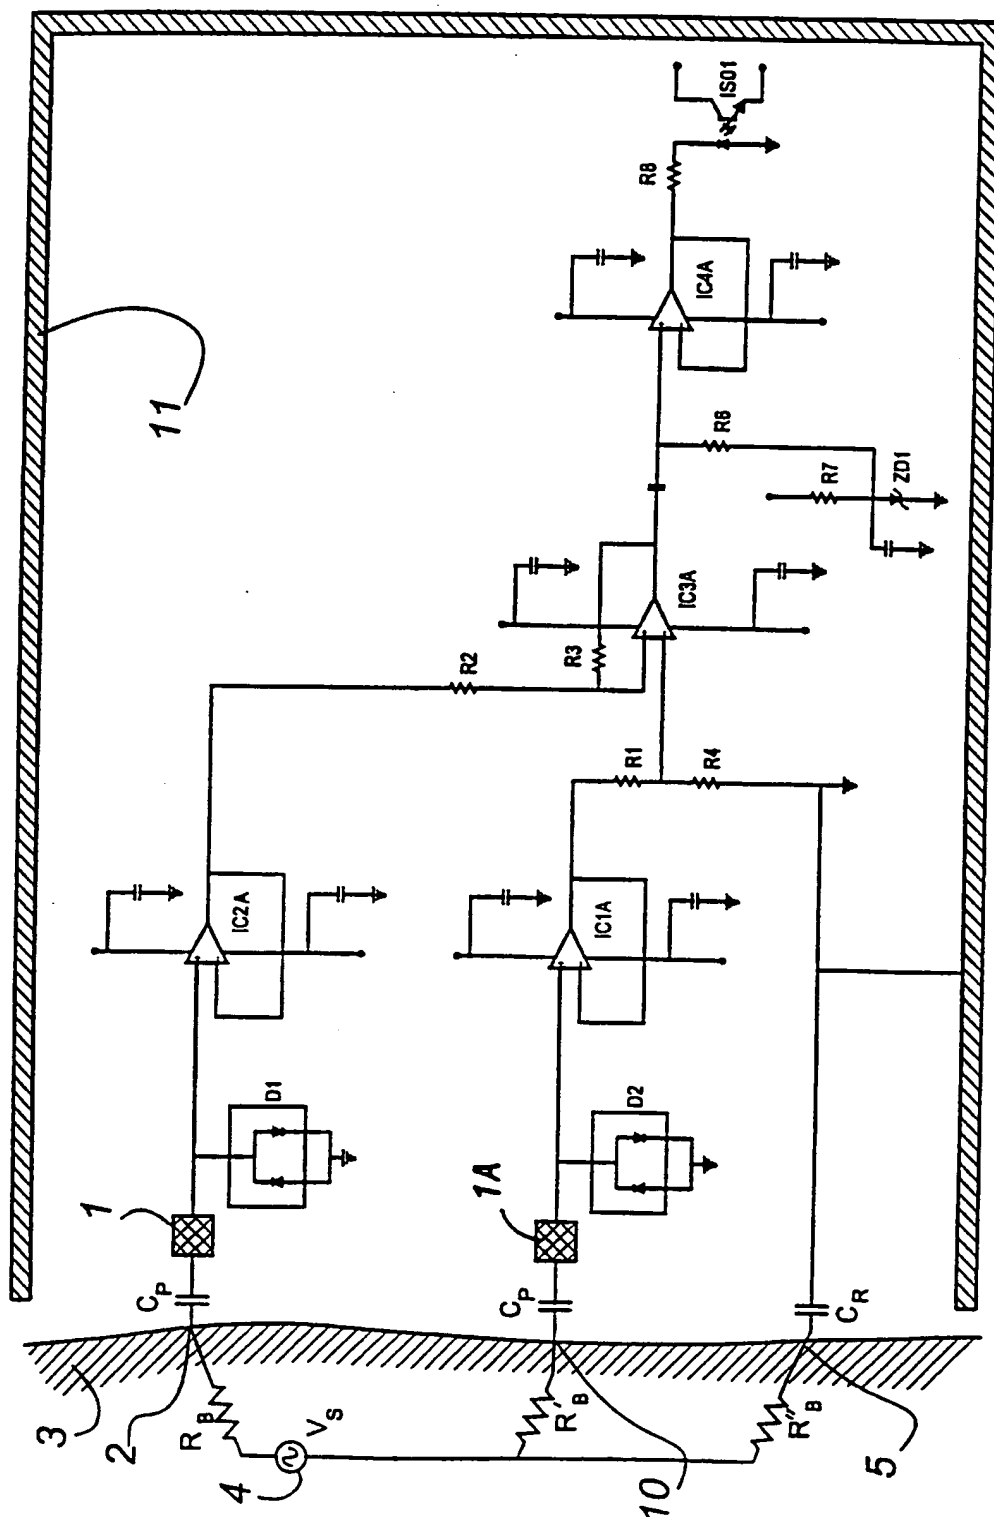 3
2
1
11
C_P
R_B
4
V_S
IC2A
D1
R2
1A
C_P
R'_B
R3
IC1A
D2
R1
R8
10
IC3A
IC4A
R4
R6
IS01
R''_B
R7
C_R
5
ZD1